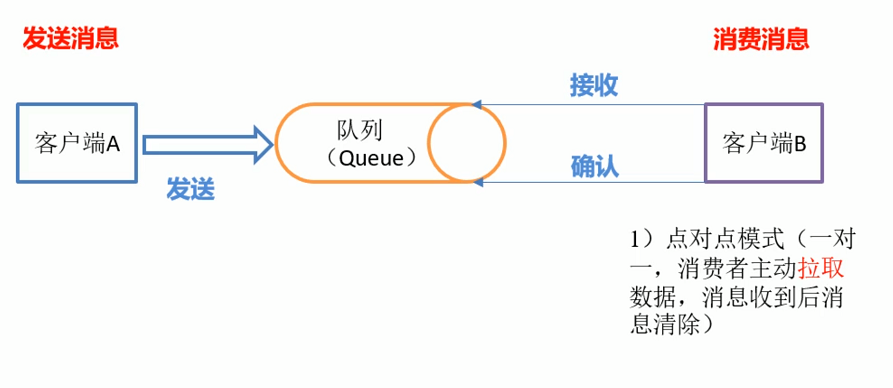 发送消息
消费消息
接收
客户端A
队列
（Queue）
客户端B
发送
确认
1）点对点模式（一对
一，消费者主动拉取
数据，消息收到后消
息清除）